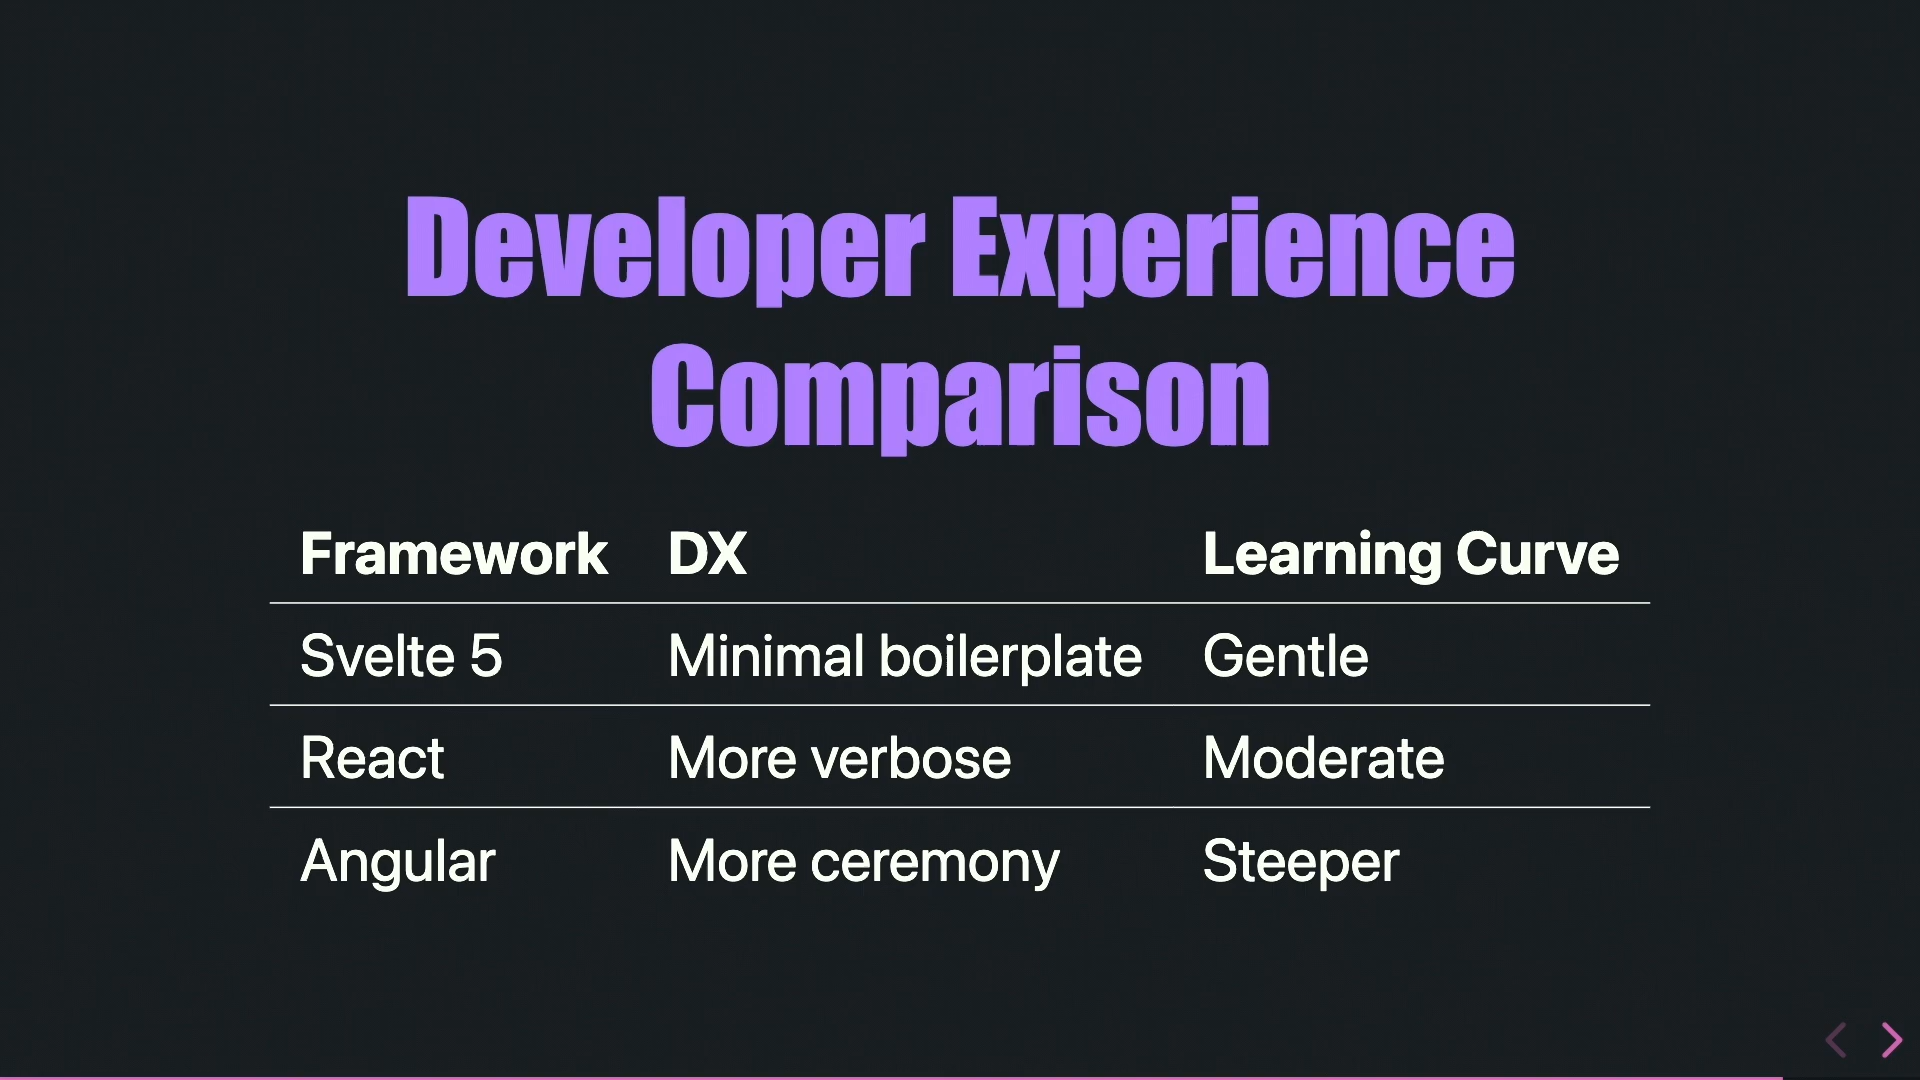 Developer Experience
Comparison
Framework DX Learning Curve
Svelte 5 Minimal boilerplate Gentle
React More verbose Moderate
Angular More ceremony Steeper